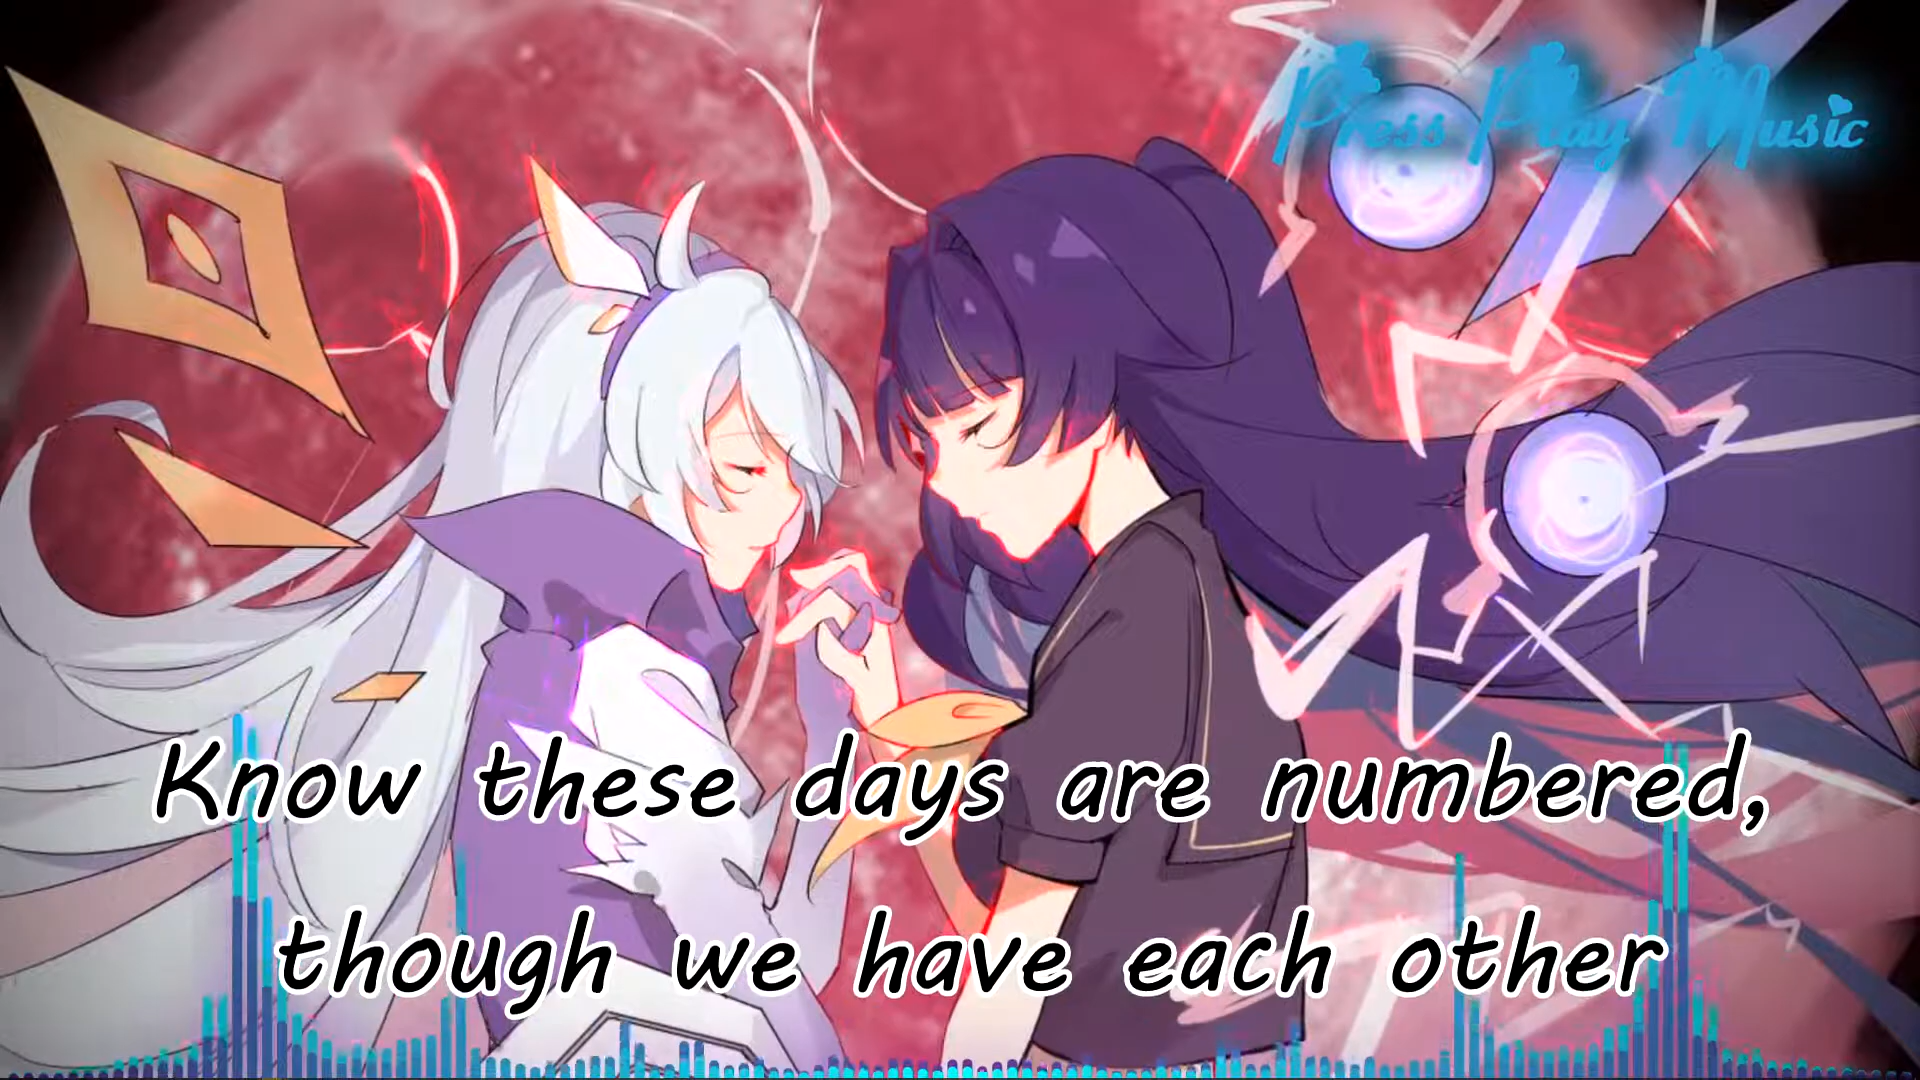 Press Play Music
Know these days are numbered,
though we have each other